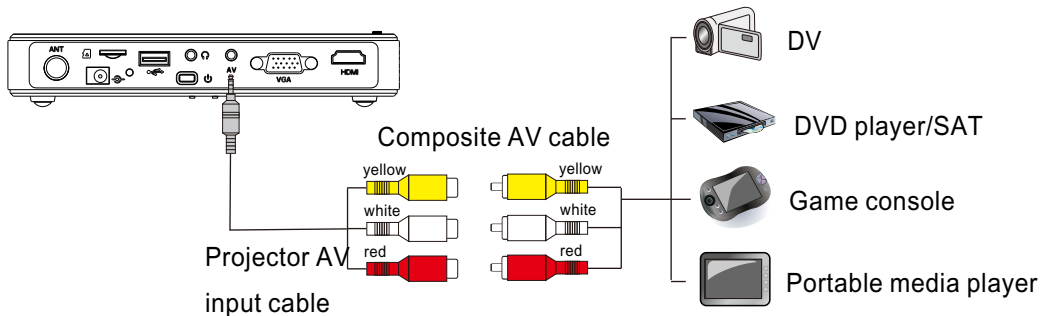 ANT
AV
VGA
HDMI
DV
Composite AV cable
DVD player/SAT
yellow
yellow
white
white
Game console
red
red
Projector AV
input cable
Portable media player